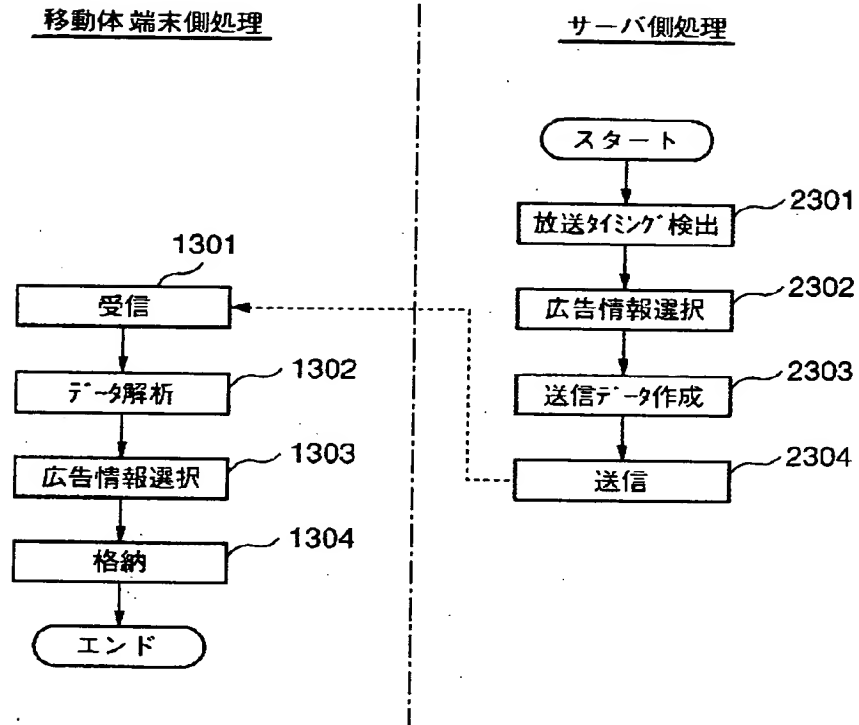 移動体端末側処理
1301
受信
1302
データ解析
1303
広告情報選択
1304
格納
エンド
サーバ側処理
スタート
2301
放送タイミング検出
2302
広告情報選択
2303
送信データ作成
2304
送信